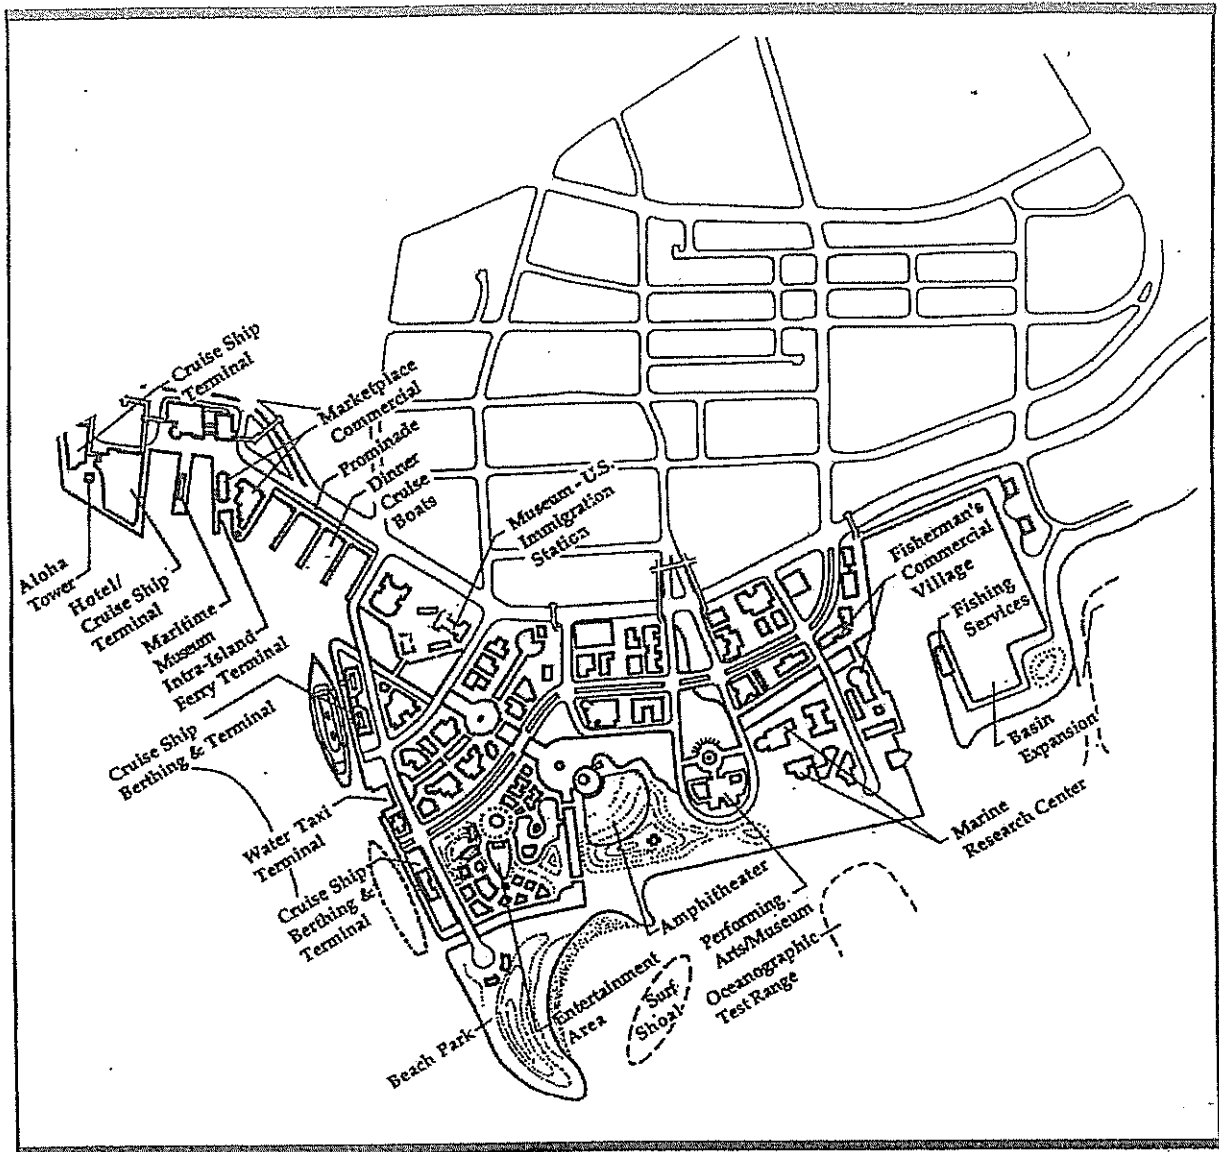 Cruise Ship
Terminal
Marketplace
Commercial
Prominade
Dinner
Cruise
Boats
Museum - U.S.
Immigration
Station
Fisherman's
Commercial
Village
Fishing
Services
Aloha
Tower
Hotel/
Cruise Ship
Terminal
Maritime
Museum
Intra-Island
Ferry Terminal
Cruise Ship
Berthing & Terminal
Basin
Expansion
Water Taxi
Terminal
Marine
Research Center
Cruise Ship
Berthing &
Terminal
Amphitheater
Performing
Arts/Museum
Oceanographic
Test Range
Entertainment
Area
Surf
Shoal
Beach Park